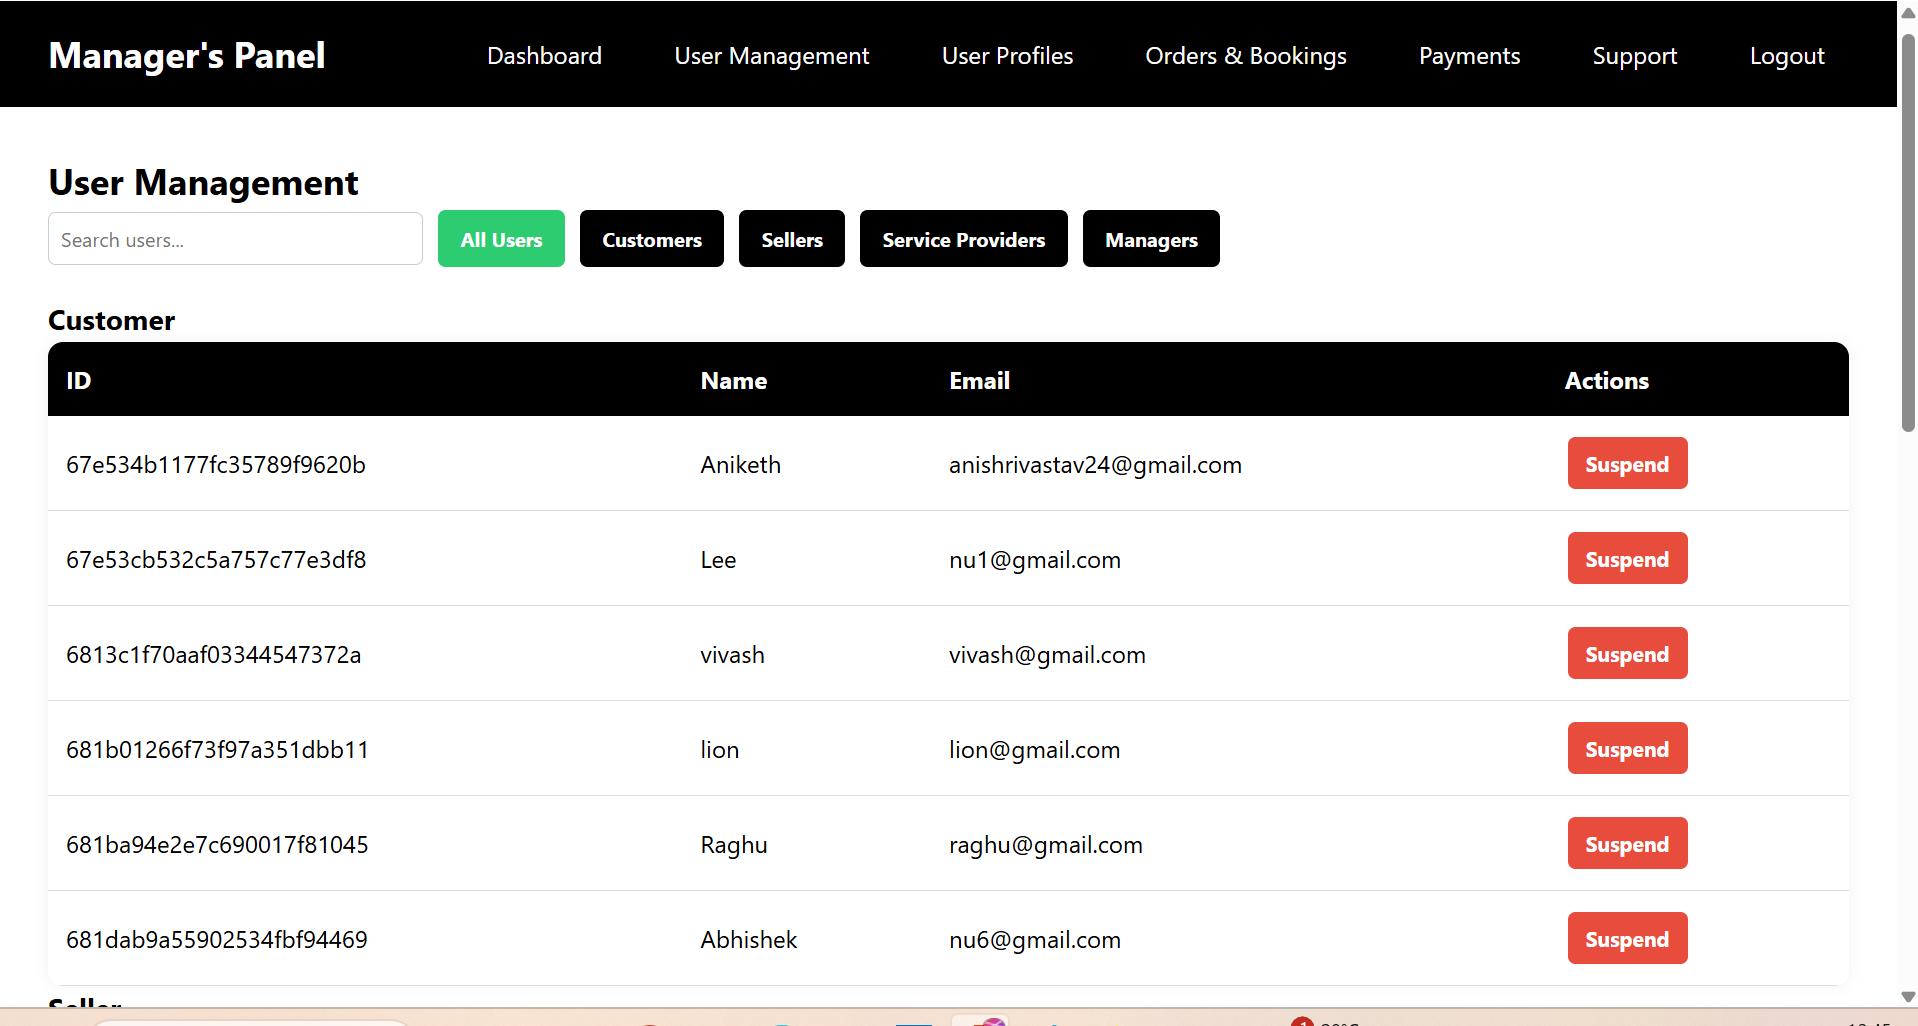 Manager's Panel Dashboard User Management User Profiles Orders & Bookings Payments Support Logout
User Management
Search users... All Users Customers Sellers Service Providers Managers
Customer
ID Name Email Actions
67e534b1177fc35789f9620b Aniketh anishrivastav24@gmail.com Suspend
67e53cb532c5a757c77e3df8 Lee nu1@gmail.com Suspend
6813c1f70aaf03344547372a vivash vivash@gmail.com Suspend
681b01266f73f97a351dbb11 lion lion@gmail.com Suspend
681ba94e2e7c690017f81045 Raghu raghu@gmail.com Suspend
681dab9a55902534fbf94469 Abhishek nu6@gmail.com Suspend
Seller